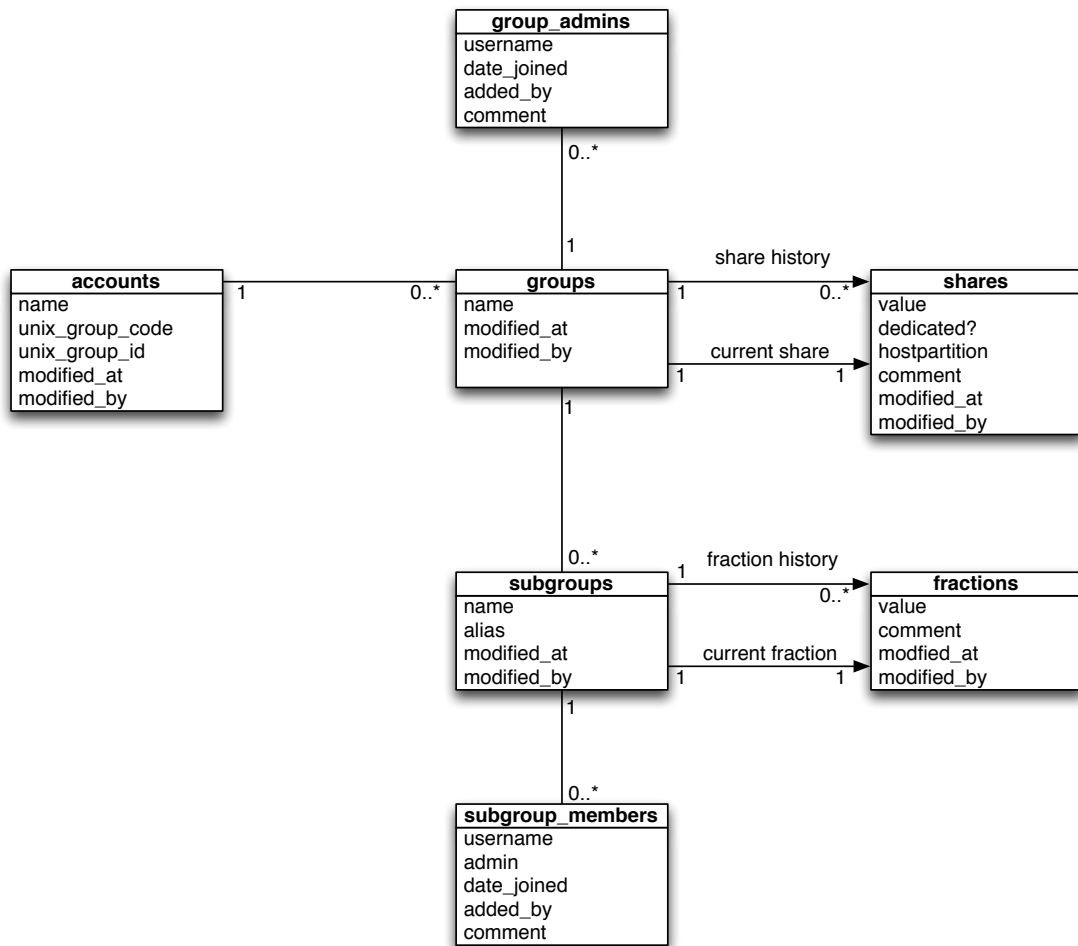 group_admins
username
date_joined
added_by
comment
0..*
1
accounts
name
unix_group_code
unix_group_id
modified_at
modified_by
1
0..*
groups
name
modified_at
modified_by
share history
1
0..*
current share
1
1
shares
value
dedicated?
hostpartition
comment
modified_at
modified_by
1
0..*
subgroups
name
alias
modified_at
modified_by
fraction history
1
0..*
current fraction
1
1
fractions
value
comment
modfied_at
modified_by
1
0..*
subgroup_members
username
admin
date_joined
added_by
comment